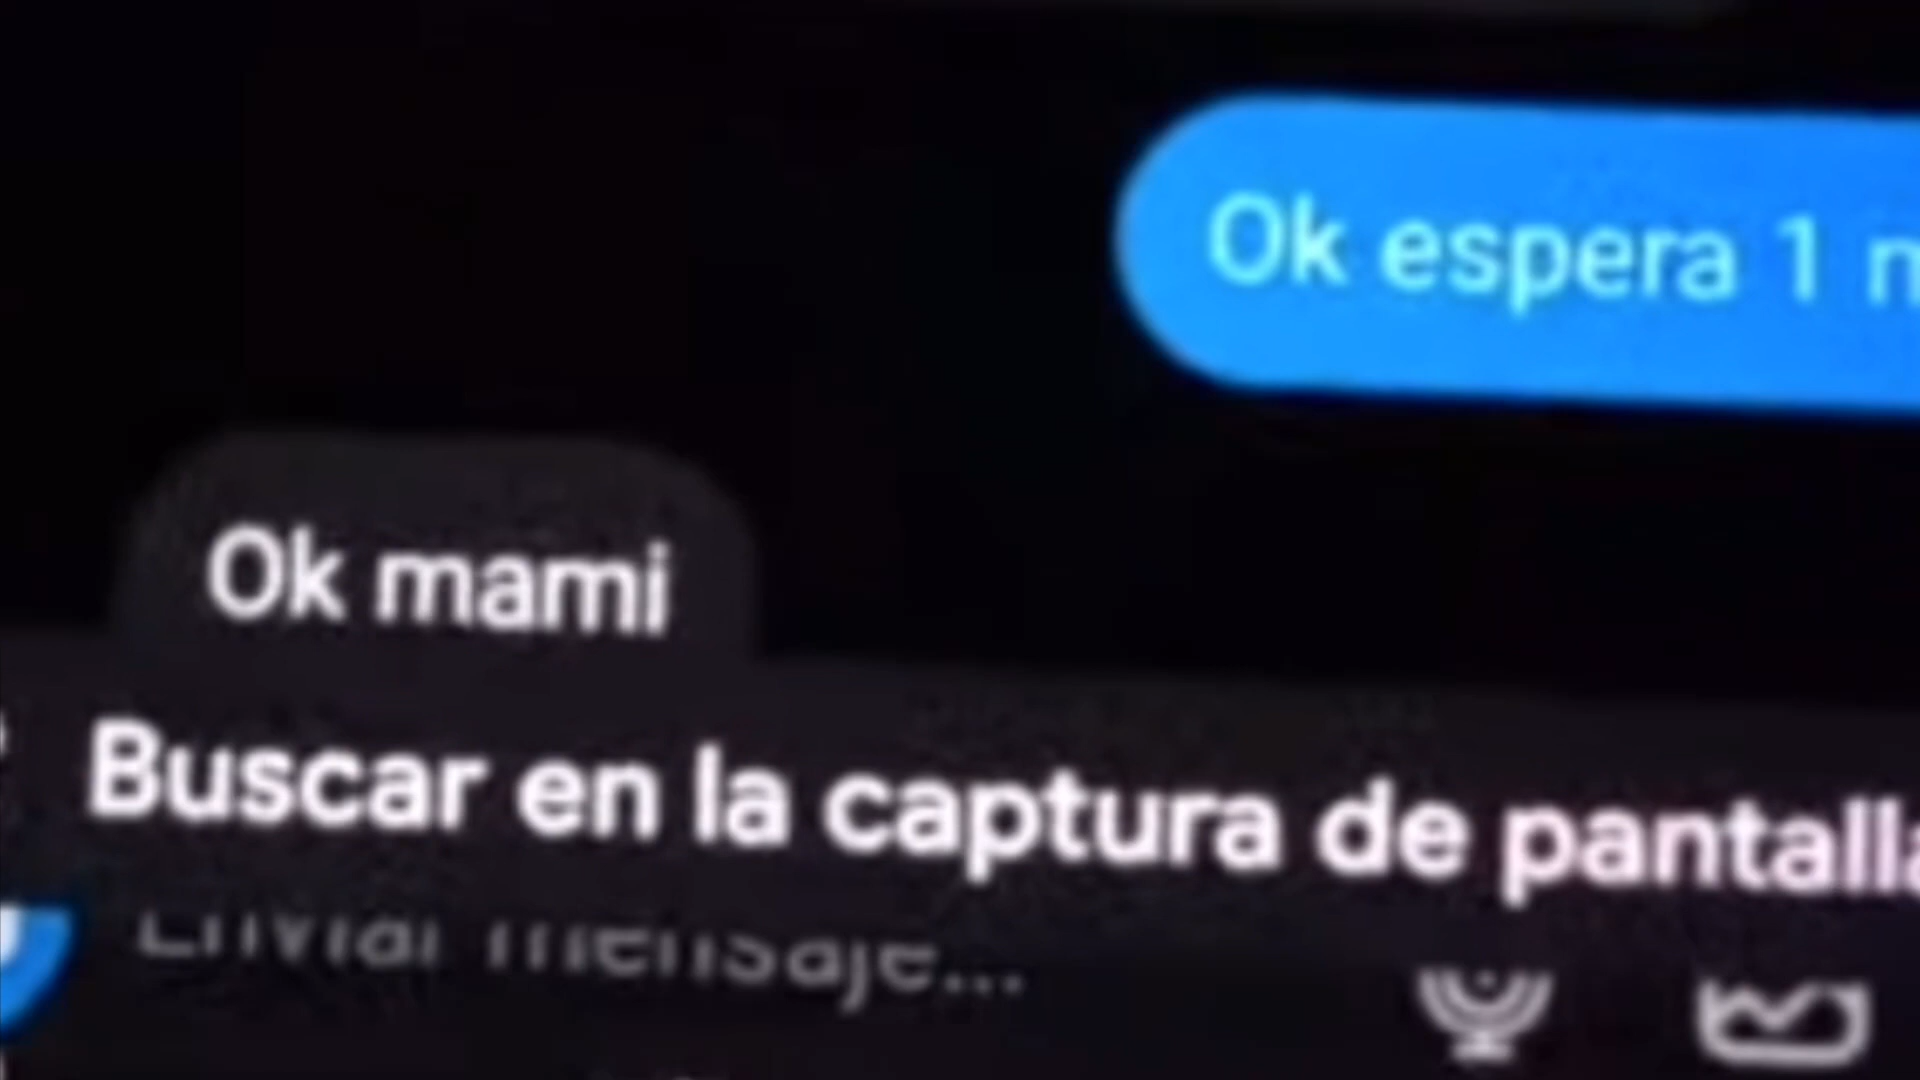 Ok espera 1
Ok mami
Buscar en la captura de pantalla
Enviar mensaje...